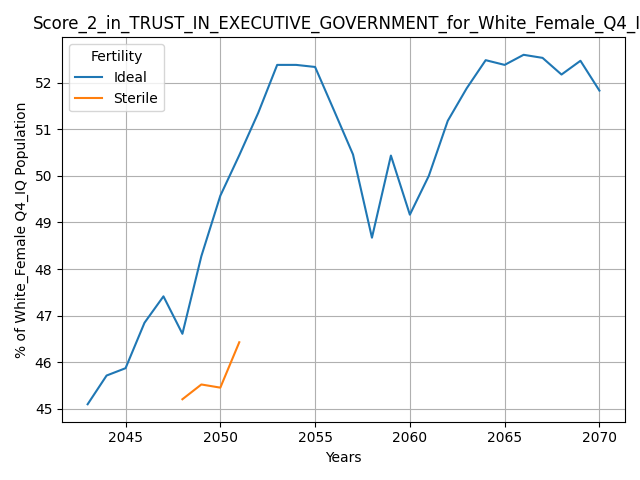 Score_2_in_TRUST_IN_EXECUTIVE_GOVERNMENT_for_White_Female_Q4_I
Fertility
Ideal
Sterile
% of White_Female Q4_IQ Population
52
51
50
49
48
47
46
45
2045
2050
2055
2060
2065
2070
Years